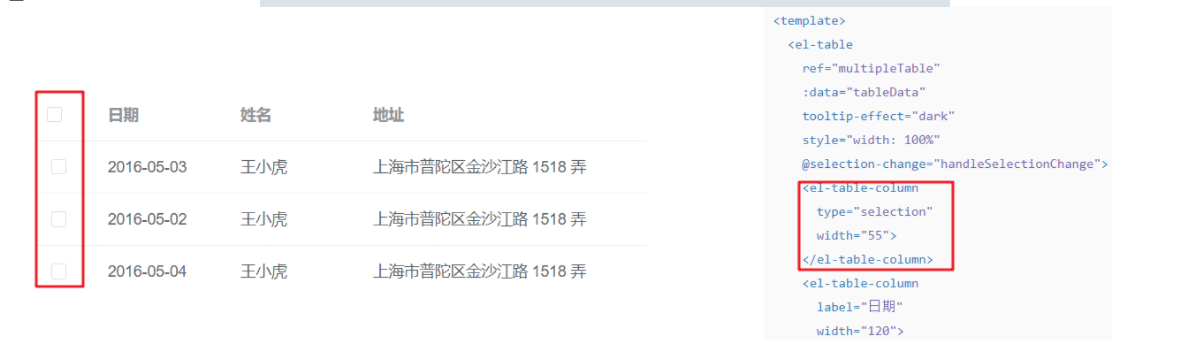 日期 姓名 地址
2016-05-03 王小虎 上海市普陀区金沙江路 1518 弄
2016-05-02 王小虎 上海市普陀区金沙江路 1518 弄
2016-05-04 王小虎 上海市普陀区金沙江路 1518 弄
<template>
<el-table
ref="multipleTable"
:data="tableData"
tooltip-effect="dark"
style="width: 100%"
@selection-change="handleSelectionChange">
<el-table-column
type="selection"
width="55">
</el-table-column>
<el-table-column
label="日期"
width="120">